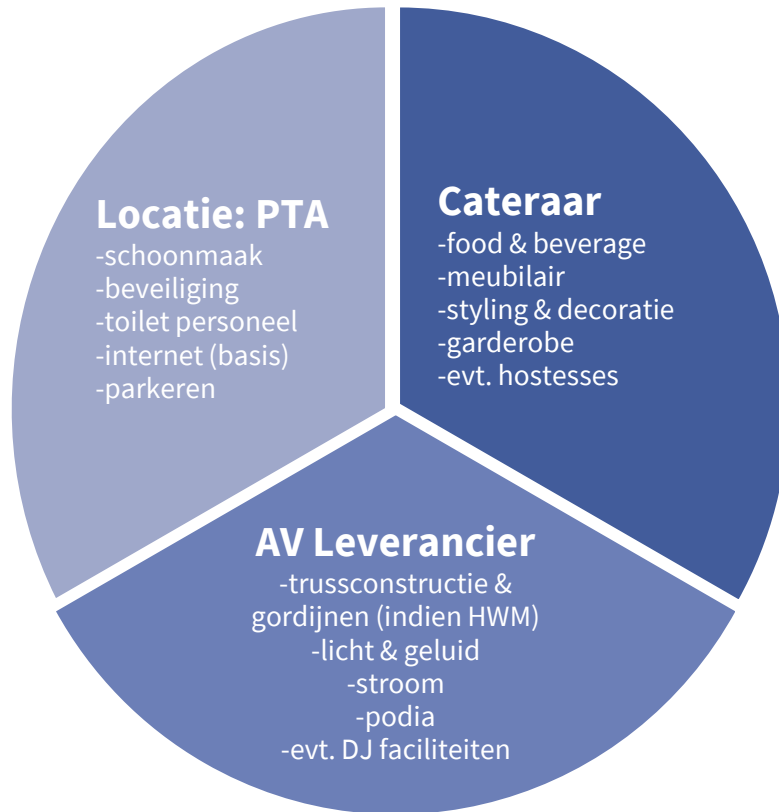 Locatie: PTA
-schoonmaak
-beveiliging
-toilet personeel
-internet (basis)
-parkeren
Cateraar
-food & beverage
-meubilair
-styling & decoratie
-garderobe
-evt. hostesses
AV Leverancier
-trussconstructie &
gordijnen (indien HWM)
-licht & geluid
-stroom
-podia
-evt. DJ faciliteiten